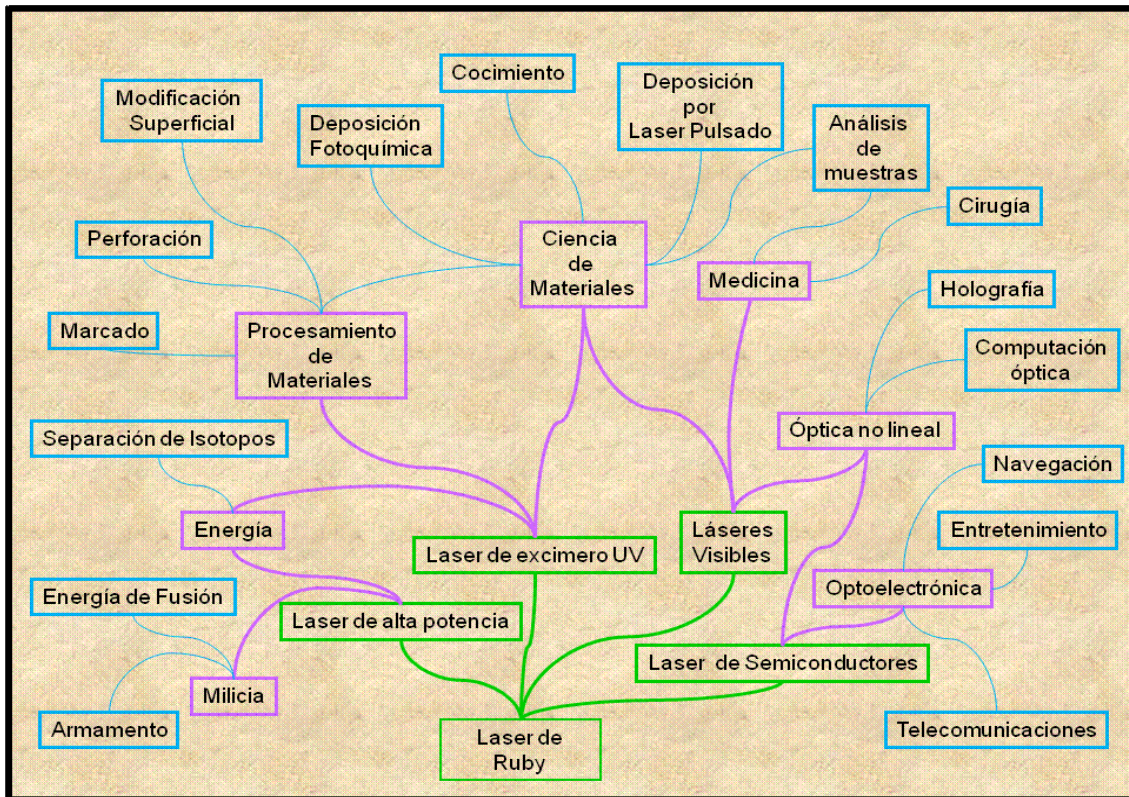 Cocimiento
Modificación
Superficial
Deposición
Fotoquímica
Deposición
por
Laser Pulsado
Análisis
de
muestras
Cirugía
Perforación
Ciencia
de
Materiales
Medicina
Holografía
Marcado
Procesamiento
de
Materiales
Computación
óptica
Separación de Isotopos
Óptica no lineal
Navegación
Energía
Laser de excimero UV
Láseres
Visibles
Entretenimiento
Energía de Fusión
Laser de alta potencia
Optoelectrónica
Laser de Semiconductores
Milicia
Armamento
Laser de
Ruby
Telecomunicaciones